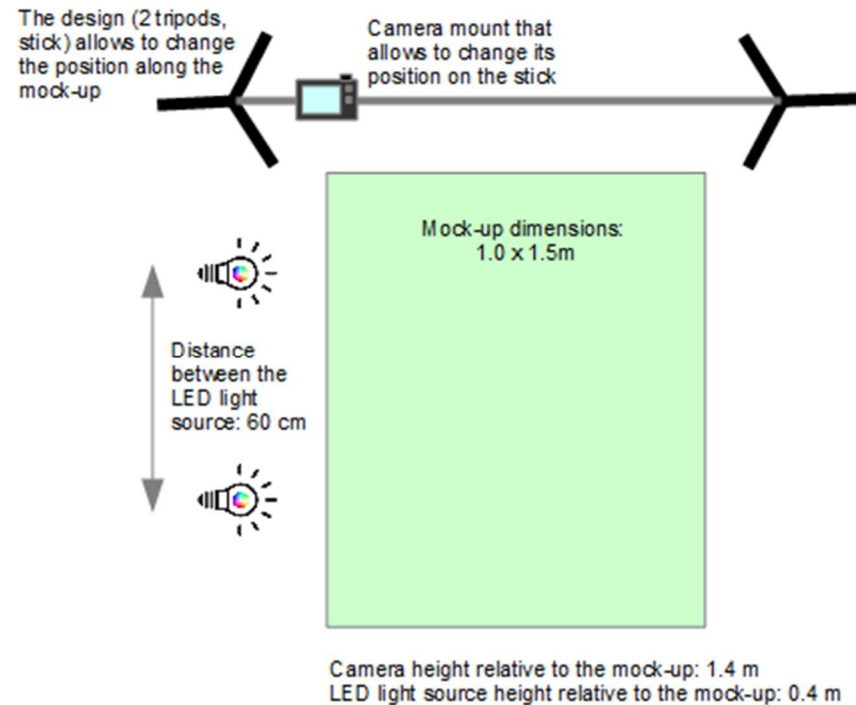 The design (2 tripods,
stick) allows to change
the position along the
mock-up
Camera mount that
allows to change its
position on the stick
Mock-up dimensions:
1.0 x 1.5m
Distance
between the
LED light
source: 60 cm
Camera height relative to the mock-up: 1.4 m
LED light source height relative to the mock-up: 0.4 m